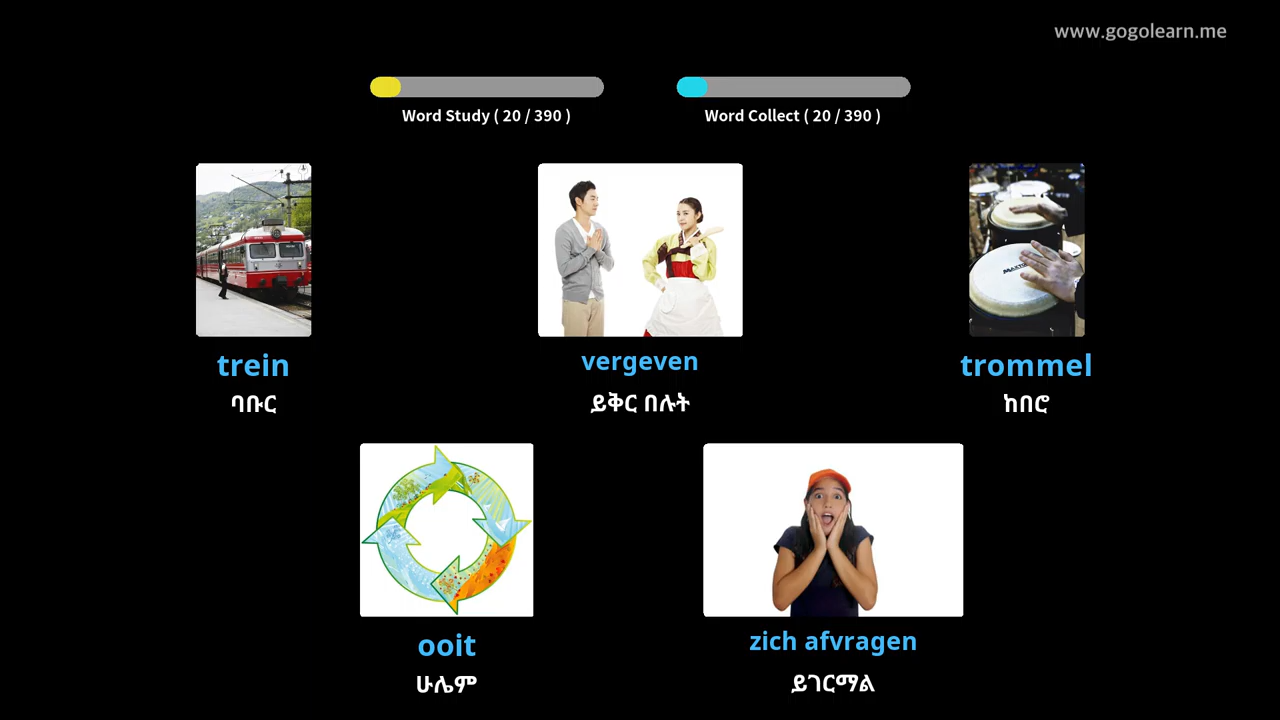 www.gogolearn.me
Word Study ( 20 / 390 )
Word Collect ( 20 / 390 )
trein
vergeven
trommel
ባቡር
ይቅር በሉት
ከበሮ
ooit
zich afvragen
ሁሌም
ይገርማል